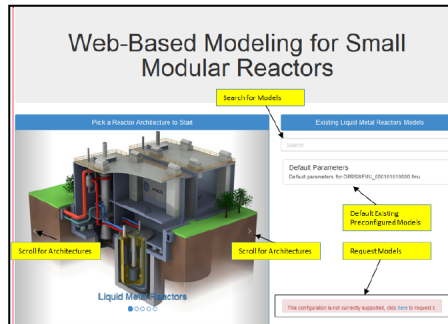 Web-Based Modeling for Small
Modular Reactors
Search for Models
Pick a Reactor Architecture to Start
Existing Liquid Metal Reactors Models
Search
Default Parameters
Default parameters for
Default Existing
Preconfigured Models
Scroll for Architectures
Scroll for Architectures
Request Models
Liquid Metal Reactors
This configuration is not currently supported, click here to request it.